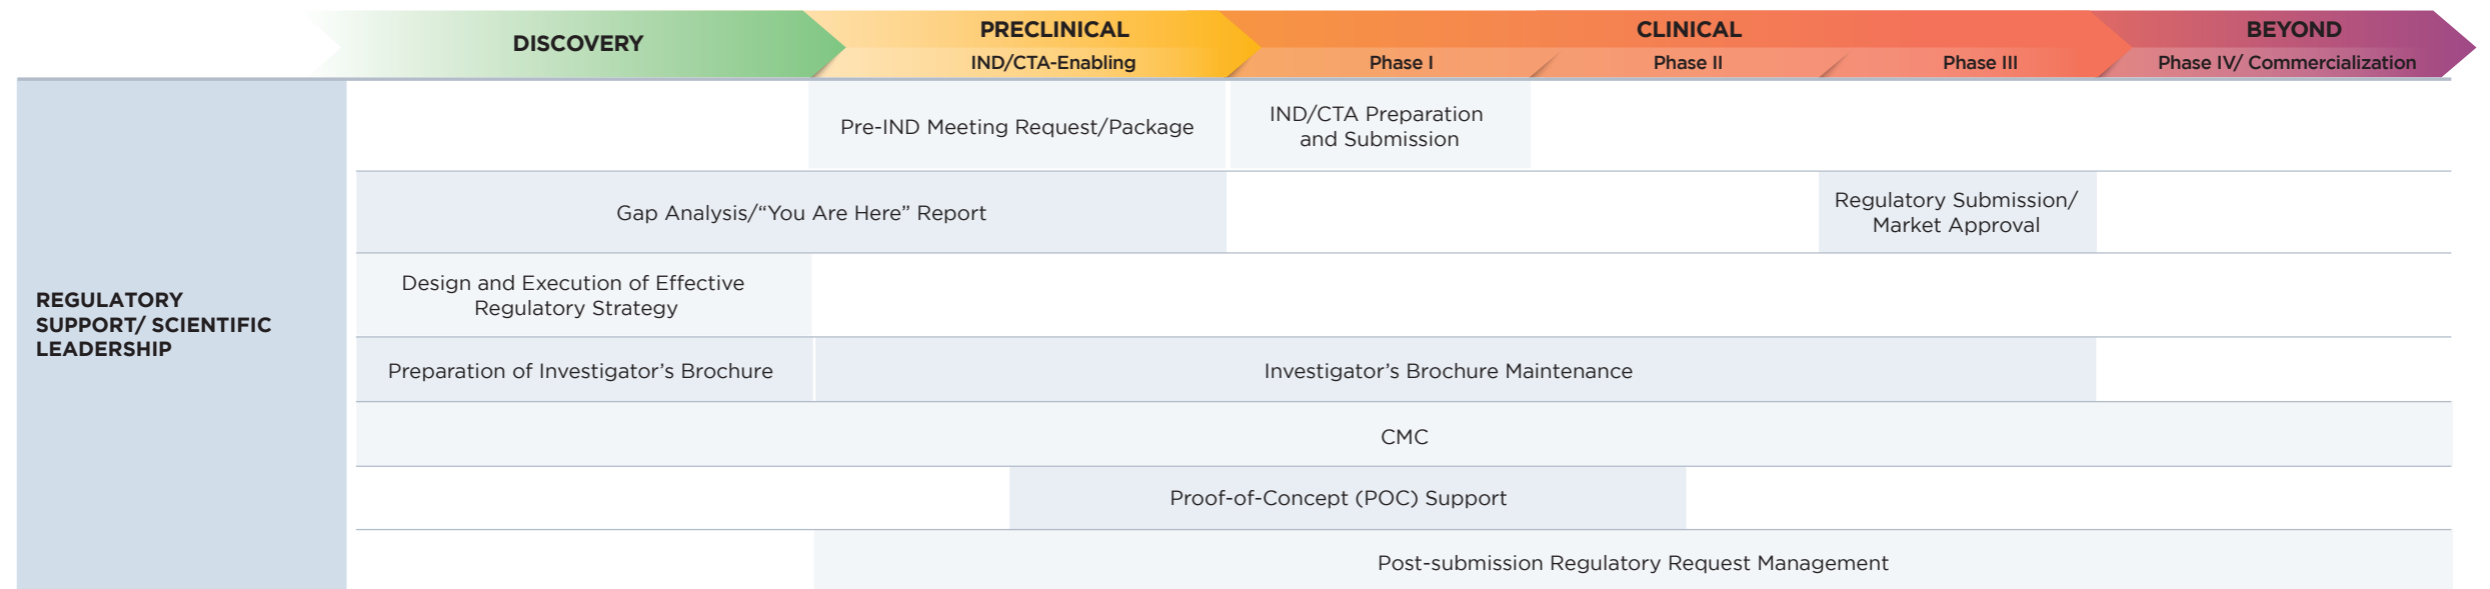 DISCOVERY
PRECLINICAL
IND/CTA-Enabling
CLINICAL
Phase I
Phase II
Phase III
BEYOND
Phase IV/ Commercialization
REGULATORY
SUPPORT/ SCIENTIFIC
LEADERSHIP
Pre-IND Meeting Request/Package
IND/CTA Preparation
and Submission
Gap Analysis/“You Are Here” Report
Regulatory Submission/
Market Approval
Design and Execution of Effective
Regulatory Strategy
Preparation of Investigator’s Brochure
Investigator’s Brochure Maintenance
CMC
Proof-of-Concept (POC) Support
Post-submission Regulatory Request Management